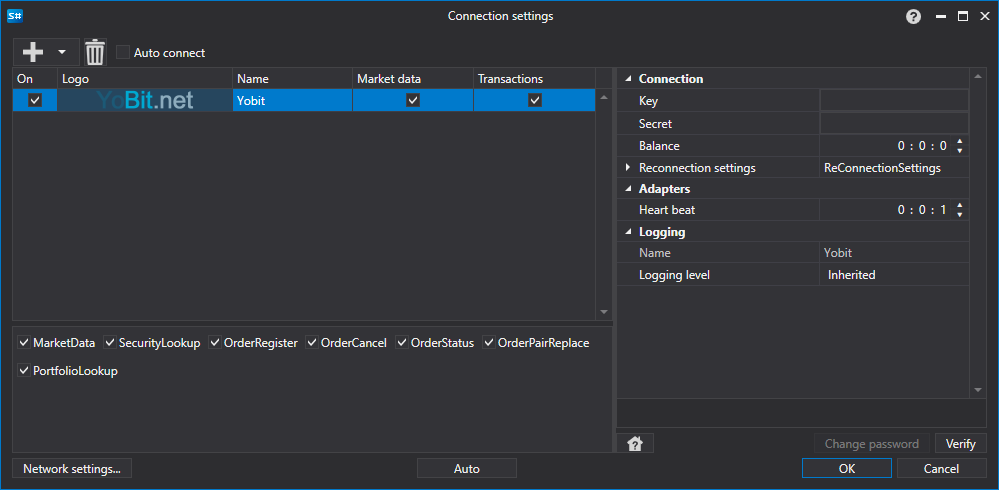 S#
Connection settings
?
Auto connect
On Logo Name Market data Transactions
YoBit.net Yobit
MarketData SecurityLookup OrderRegister OrderCancel OrderStatus OrderPairReplace
PortfolioLookup
Connection
Key
Secret
Balance 0 : 0 : 0
Reconnection settings ReConnectionSettings
Adapters
Heart beat 0 : 0 : 1
Logging
Name Yobit
Logging level Inherited
?
Change password Verify
Network settings... Auto OK Cancel